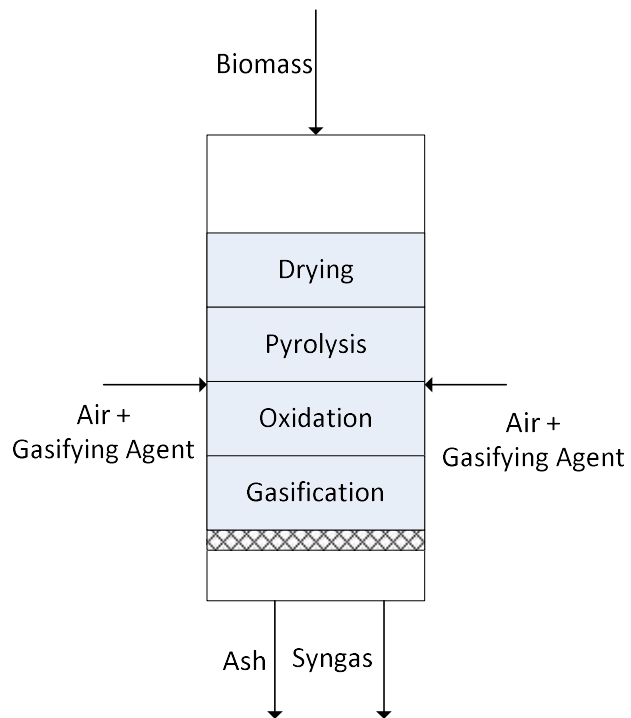 Biomass
Drying
Pyrolysis
Air +
Gasifying Agent
Oxidation
Air +
Gasifying Agent
Gasification
Ash
Syngas